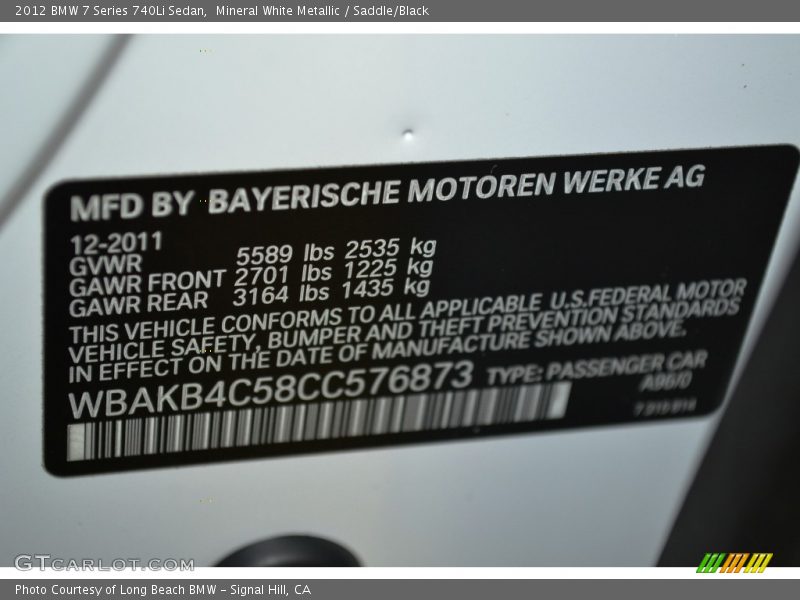 2012 BMW 7 Series 740Li Sedan, Mineral White Metallic / Saddle/Black
MFD BY BAYERISCHE MOTOREN WERKE AG
12-2011
GVWR 5589 lbs 2535 kg
GAWR FRONT 2701 lbs 1225 kg
GAWR REAR 3164 lbs 1435 kg
THIS VEHICLE CONFORMS TO ALL APPLICABLE U.S.FEDERAL MOTOR
VEHICLE SAFETY, BUMPER AND THEFT PREVENTION STANDARDS
IN EFFECT ON THE DATE OF MANUFACTURE SHOWN ABOVE.
WBAKB4C58CC576873 TYPE: PASSENGER CAR
A96/0
GTCARLOT.COM
Photo Courtesy of Long Beach BMW - Signal Hill, CA